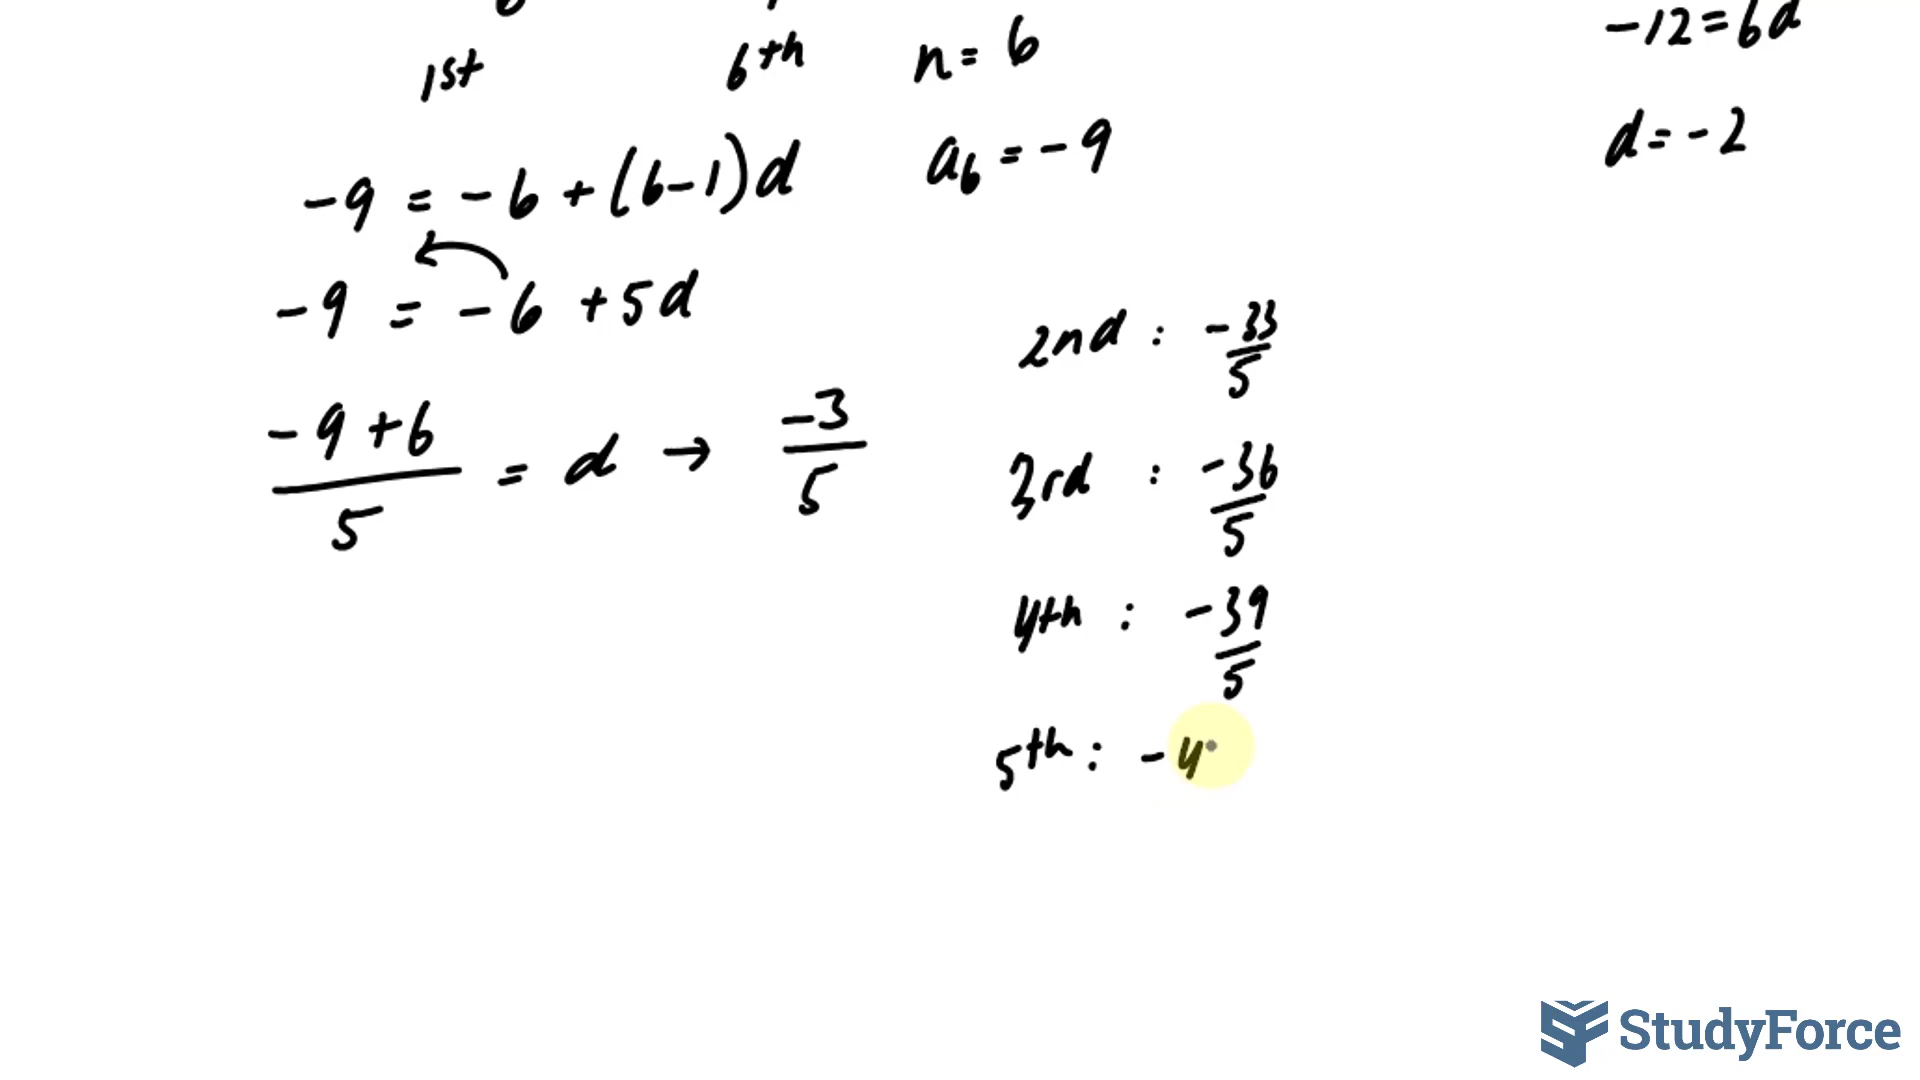 -12=6d
1st 6th n=6
d=-2
a6=-9
-9 = -6+(6-1)d
-9 = -6+5d
2nd : -33/5
-9+6/5 = d → -3/5
3rd : -36/5
4th : -39/5
5th: -4
StudyForce